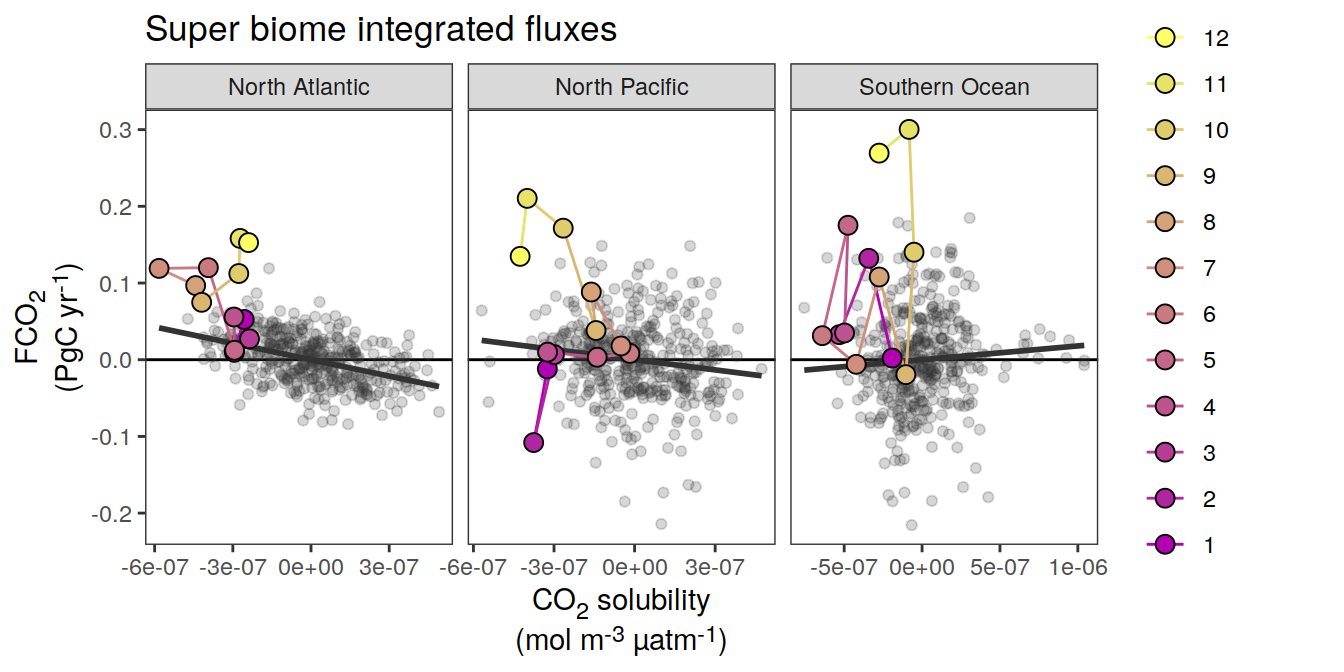 Super biome integrated fluxes
North Atlantic
North Pacific
Southern Ocean
FCO₂
(PgC yr⁻¹)
0.3
0.2
0.1
0.0
-0.1
-0.2
-6e-07 -3e-07 0e+00 3e-07
-6e-07 -3e-07 0e+00 3e-07
-5e-07 0e+00 5e-07 1e-06
CO₂ solubility
(mol m⁻³ µatm⁻¹)
12
11
10
9
8
7
6
5
4
3
2
1